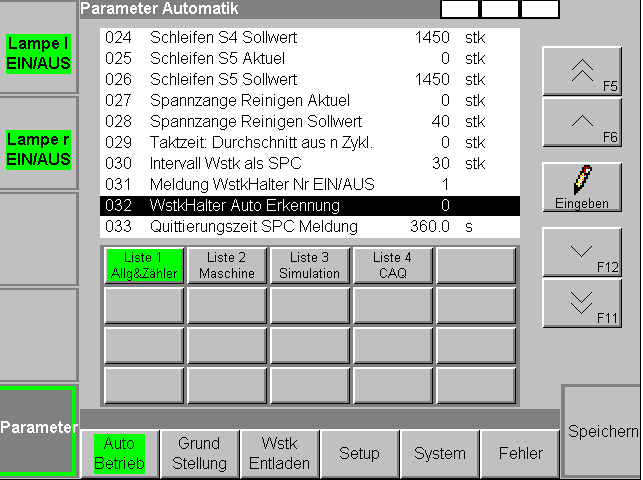 Parameter Automatik
Lampe l
EIN/AUS
Lampe r
EIN/AUS
024 Schleifen S4 Sollwert 1450 stk
025 Schleifen S5 Aktuel 0 stk
026 Schleifen S5 Sollwert 1450 stk
027 Spannzange Reinigen Aktuel 0 stk
028 Spannzange Reinigen Sollwert 40 stk
029 Taktzeit: Durchschnitt aus n Zykl. 0 stk
030 Intervall Wstk als SPC 30 stk
031 Meldung WstkHalter Nr EIN/AUS 1
032 WstkHalter Auto Erkennung 0
033 Quittierungszeit SPC Meldung 360.0 s
F5
F6
Eingeben
F12
F11
Liste 1
Allg&Zähler
Liste 2
Maschine
Liste 3
Simulation
Liste 4
CAQ
Parameter
Auto
Betrieb
Grund
Stellung
Wstk
Entladen
Setup
System
Fehler
Speichern